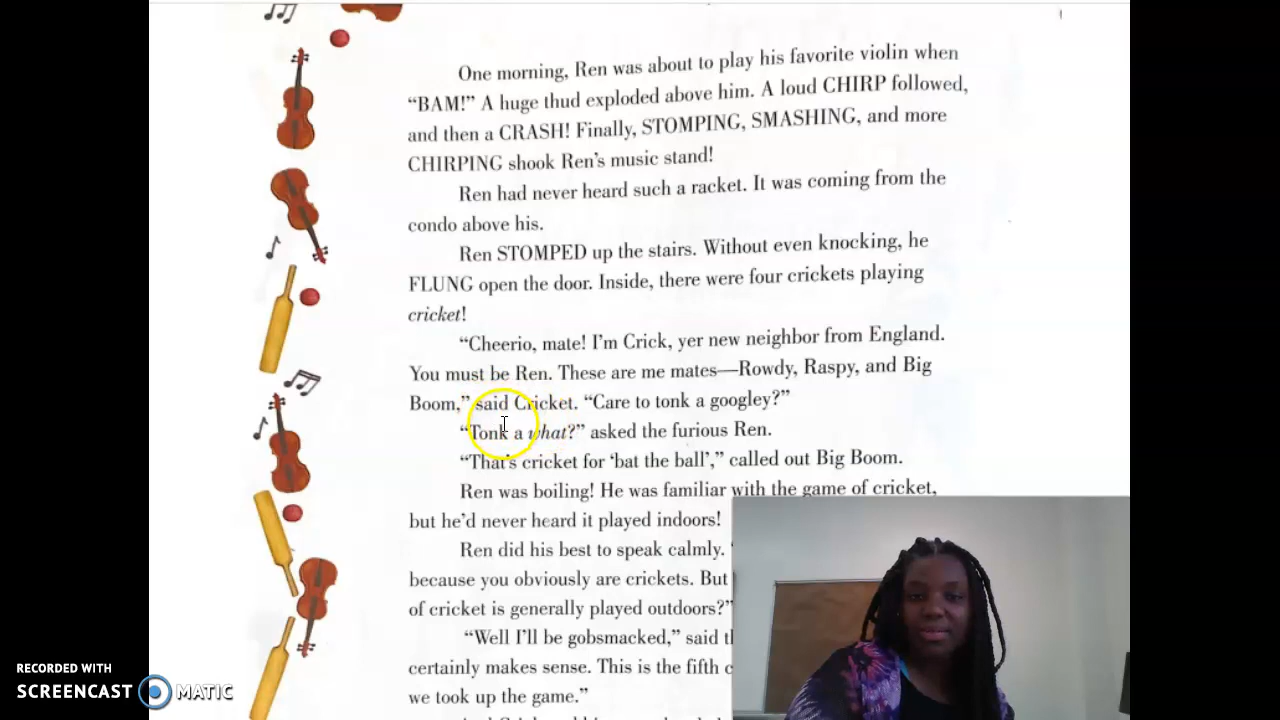 One morning, Ren was about to play his favorite violin when
“BAM!” A huge thud exploded above him. A loud CHIRP followed,
and then a CRASH! Finally, STOMPING, SMASHING, and more
CHIRPING shook Ren’s music stand!
Ren had never heard such a racket. It was coming from the
condo above his.
Ren STOMPED up the stairs. Without even knocking, he
FLUNG open the door. Inside, there were four crickets playing
cricket!
“Cheerio, mate! I’m Crick, yer new neighbor from England.
You must be Ren. These are me mates—Rowdy, Raspy, and Big
Boom,” said Cricket. “Care to tonk a googley?”
“Tonk a what?” asked the furious Ren.
“That’s cricket for ‘bat the ball’,” called out Big Boom.
Ren was boiling! He was familiar with the game of cricket,
but he’d never heard it played indoors!
Ren did his best to speak calmly.
because you obviously are crickets. But
of cricket is generally played outdoors?”
“Well I’ll be gobsmacked,” said
certainly makes sense. This is the fifth
we took up the game.”
RECORDED WITH
SCREENCAST MATIC